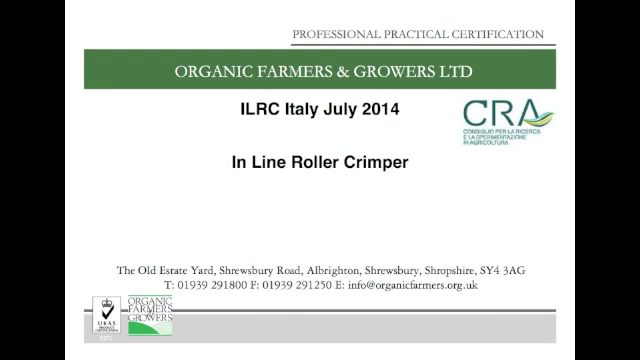 PROFESSIONAL PRACTICAL CERTIFICATION
ORGANIC FARMERS & GROWERS LTD
ILRC Italy July 2014
CRA
CONSIGLIO PER LA RICERCA
E LA SPERIMENTAZIONE
IN AGRICOLTURA
In Line Roller Crimper
The Old Estate Yard, Shrewsbury Road, Albrighton, Shrewsbury, Shropshire, SY4 3AG
T: 01939 291800 F: 01939 291250 E: info@organicfarmers.org.uk
UKAS
PRODUCT
CERTIFICATION
ORGANIC
FARMERS
& GROWERS